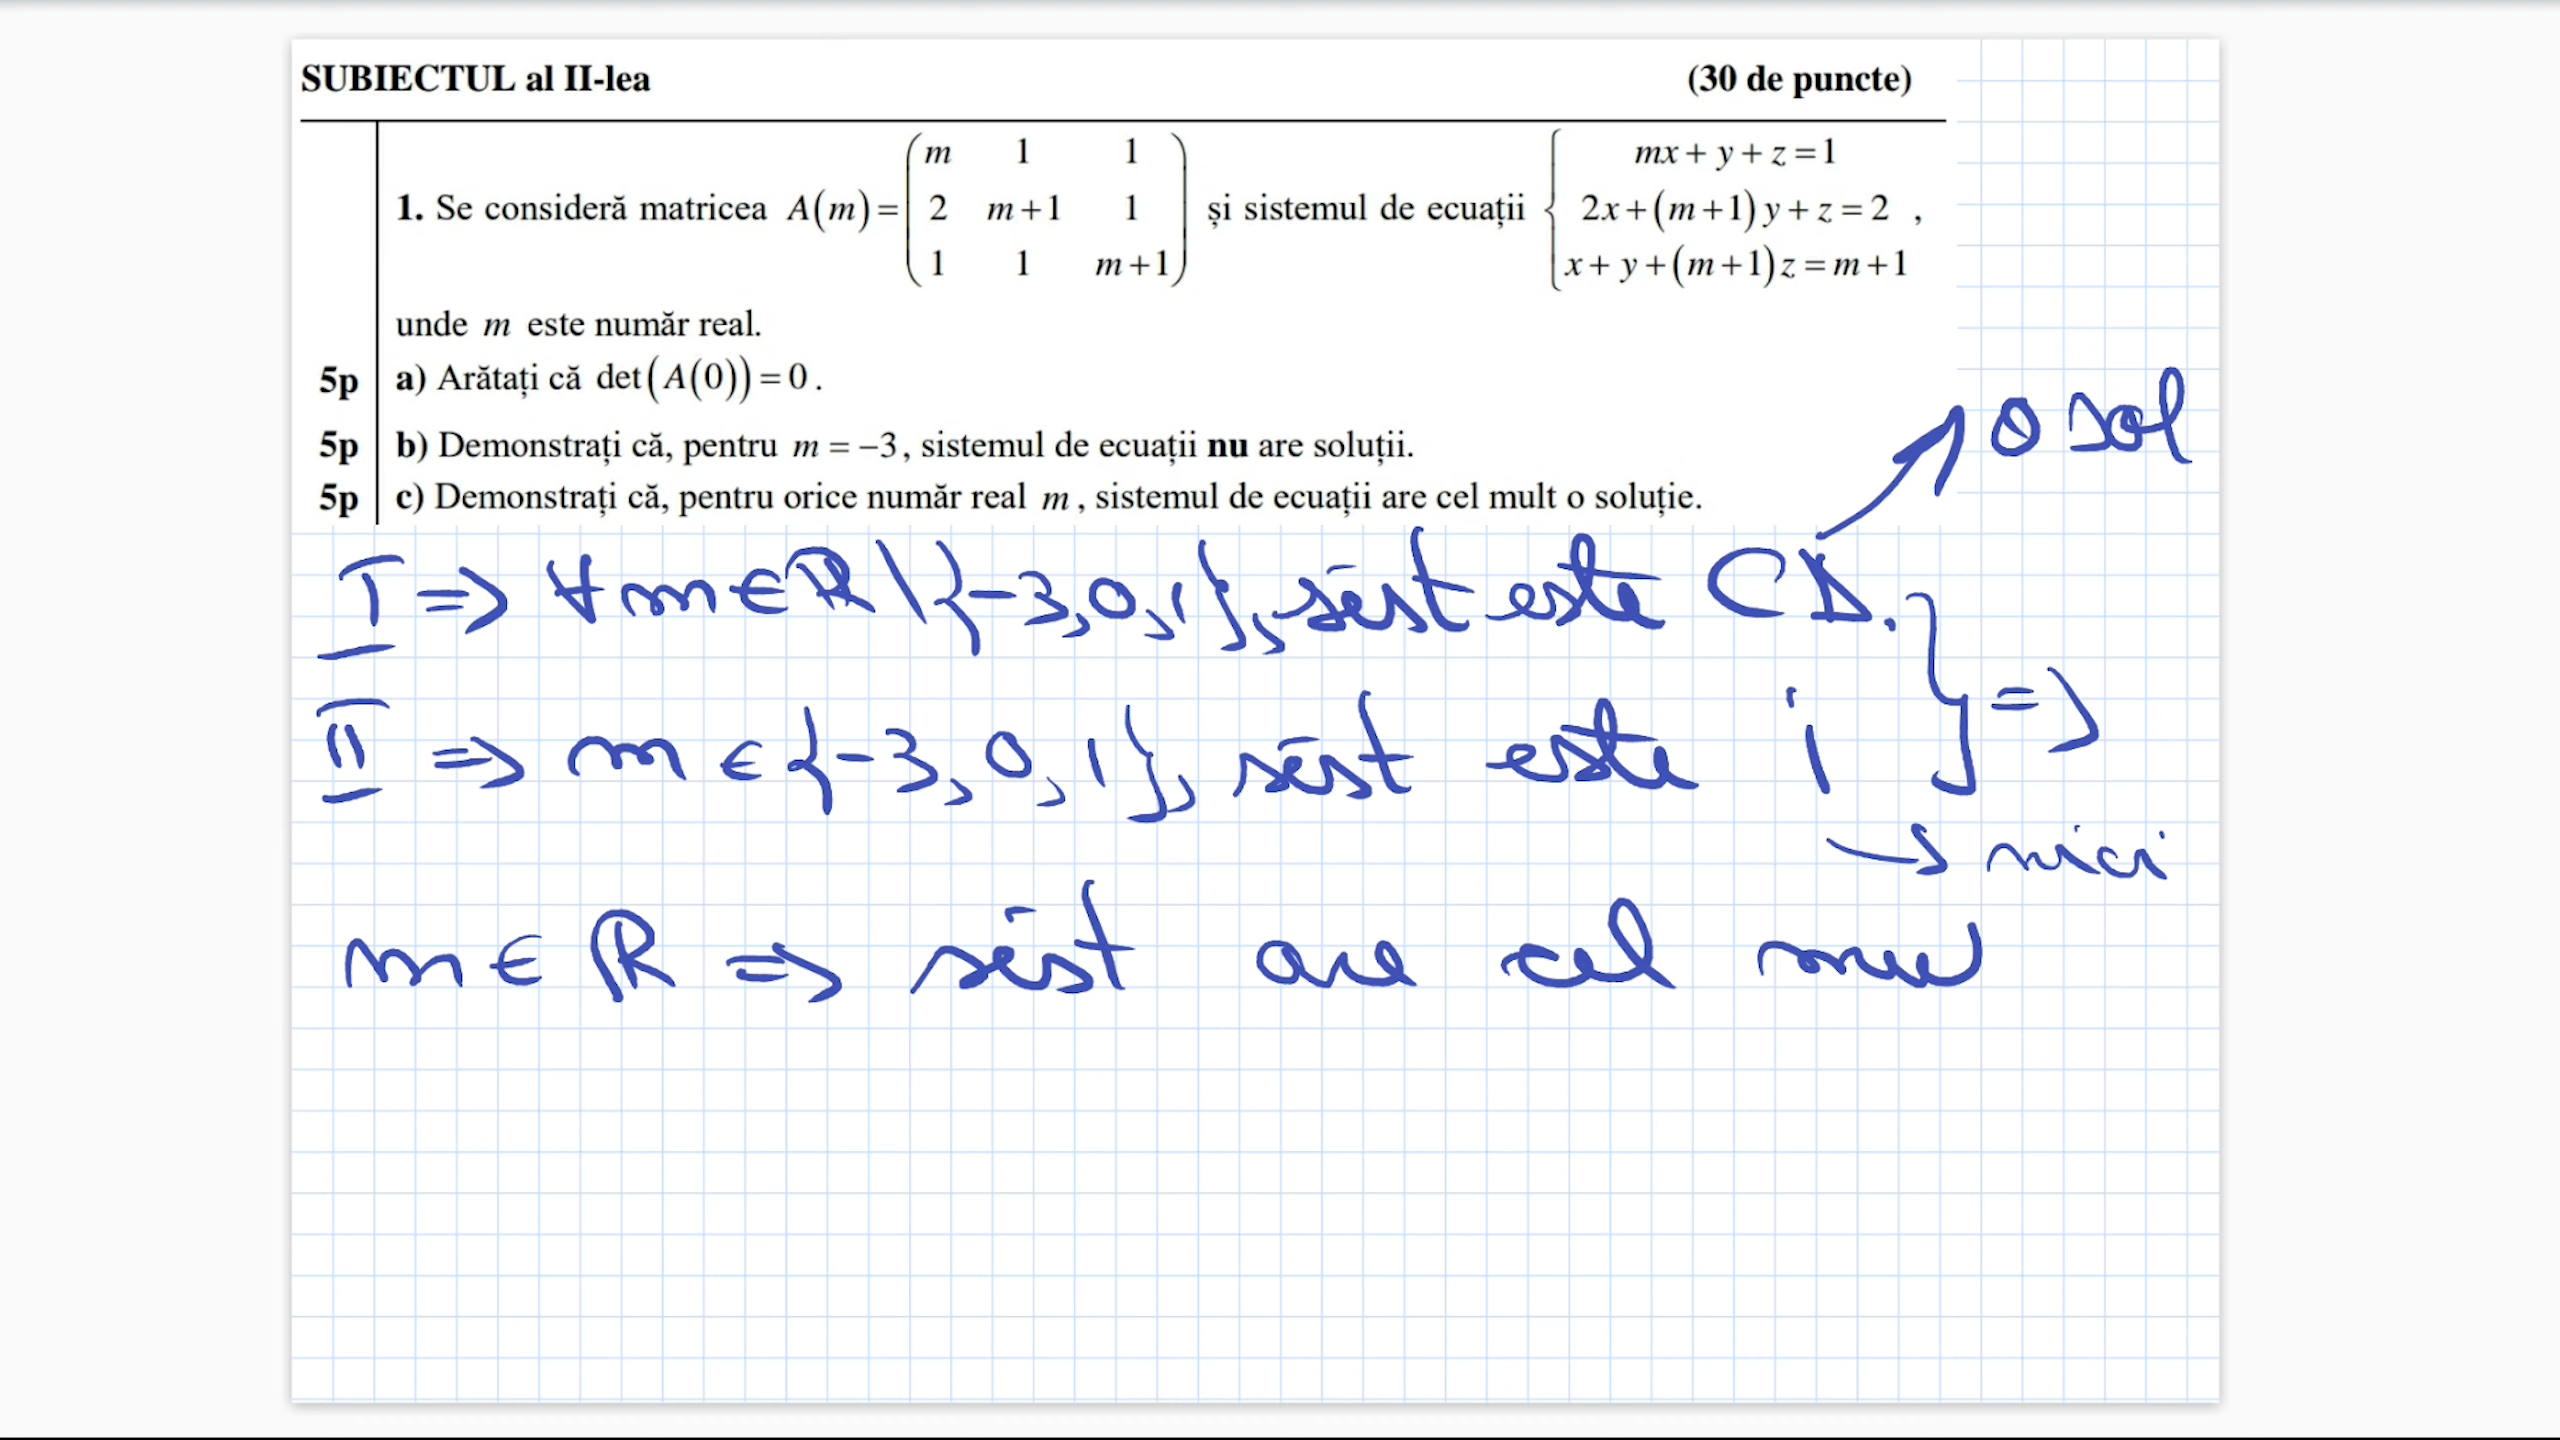 SUBIECTUL al II-lea (30 de puncte)
1. Se consideră matricea A(m) = ( m 1 1 ; 2 m+1 1 ; 1 1 m+1 ) și sistemul de ecuații { mx + y + z = 1 ; 2x + (m+1)y + z = 2 ; x + y + (m+1)z = m+1 ,
unde m este număr real.
5p a) Arătați că det(A(0)) = 0.
5p b) Demonstrați că, pentru m = −3, sistemul de ecuații nu are soluții.
5p c) Demonstrați că, pentru orice număr real m, sistemul de ecuații are cel mult o soluție.
o sol
I => ∀ m ∈ ℝ \ {-3, 0, 1}, sist este CD.
II => m ∈ {-3, 0, 1}, sist este i } =>
→ nici
m ∈ ℝ => sist are cel mul